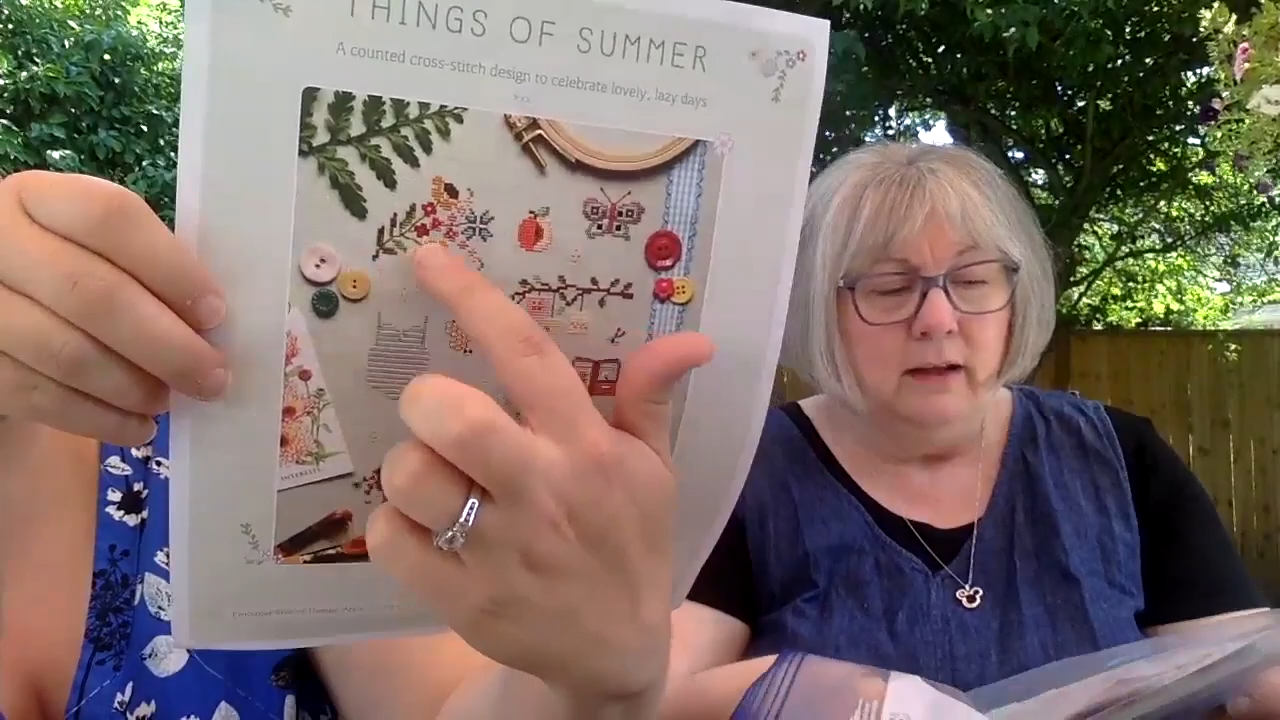 THINGS OF SUMMER
A counted cross-stitch design to celebrate lovely, lazy days